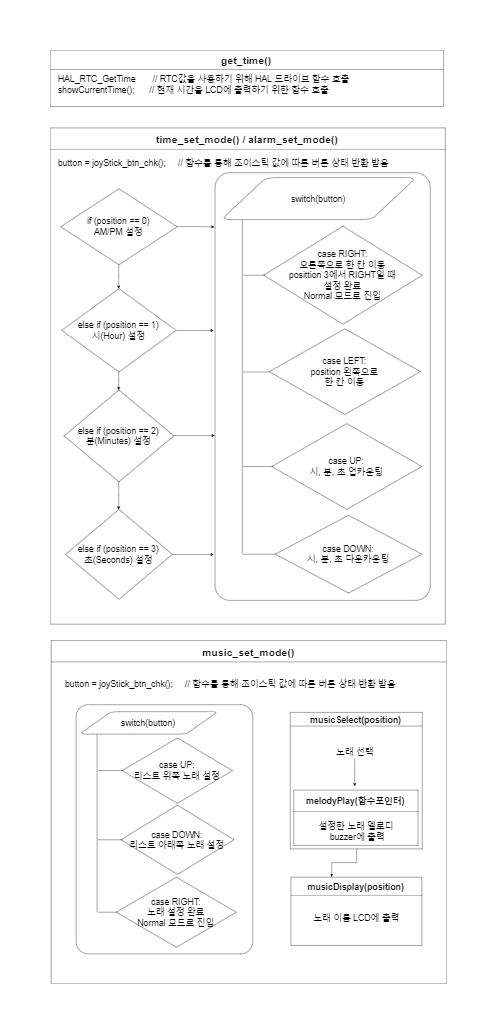 get_time()
HAL_RTC_GetTime // RTC값을 사용하기 위해 HAL 드라이브 함수 호출
showCurrentTime(); // 현재 시간을 LCD에 출력하기 위한 함수 호출
time_set_mode() / alarm_set_mode()
button = joyStick_btn_chk(); // 함수를 통해 조이스틱 값에 따른 버튼 상태 반환 받음
if (position == 0)
AM/PM 설정
else if (position == 1)
시(Hour) 설정
else if (position == 2)
분(Minutes) 설정
else if (position == 3)
초(Seconds) 설정
switch(button)
case RIGHT:
오른쪽으로 한 칸 이동
posittion 3에서 RIGHT일 때
설정 완료
Normal 모드로 진입
case LEFT:
position 왼쪽으로
한 칸 이동
case UP:
시, 분, 초 업카운팅
case DOWN:
시, 분, 초 다운카운팅
music_set_mode()
button = joyStick_btn_chk(); // 함수를 통해 조이스틱 값에 따른 버튼 상태 반환 받음
switch(button)
case UP:
리스트 위쪽 노래 설정
case DOWN:
리스트 아래쪽 노래 설정
case RIGHT:
노래 설정 완료
Normal 모드로 진입
musicSelect(position)
노래 선택
melodyPlay(함수포인터)
설정한 노래 멜로디
buzzer에 출력
musicDisplay(position)
노래 이름 LCD에 출력